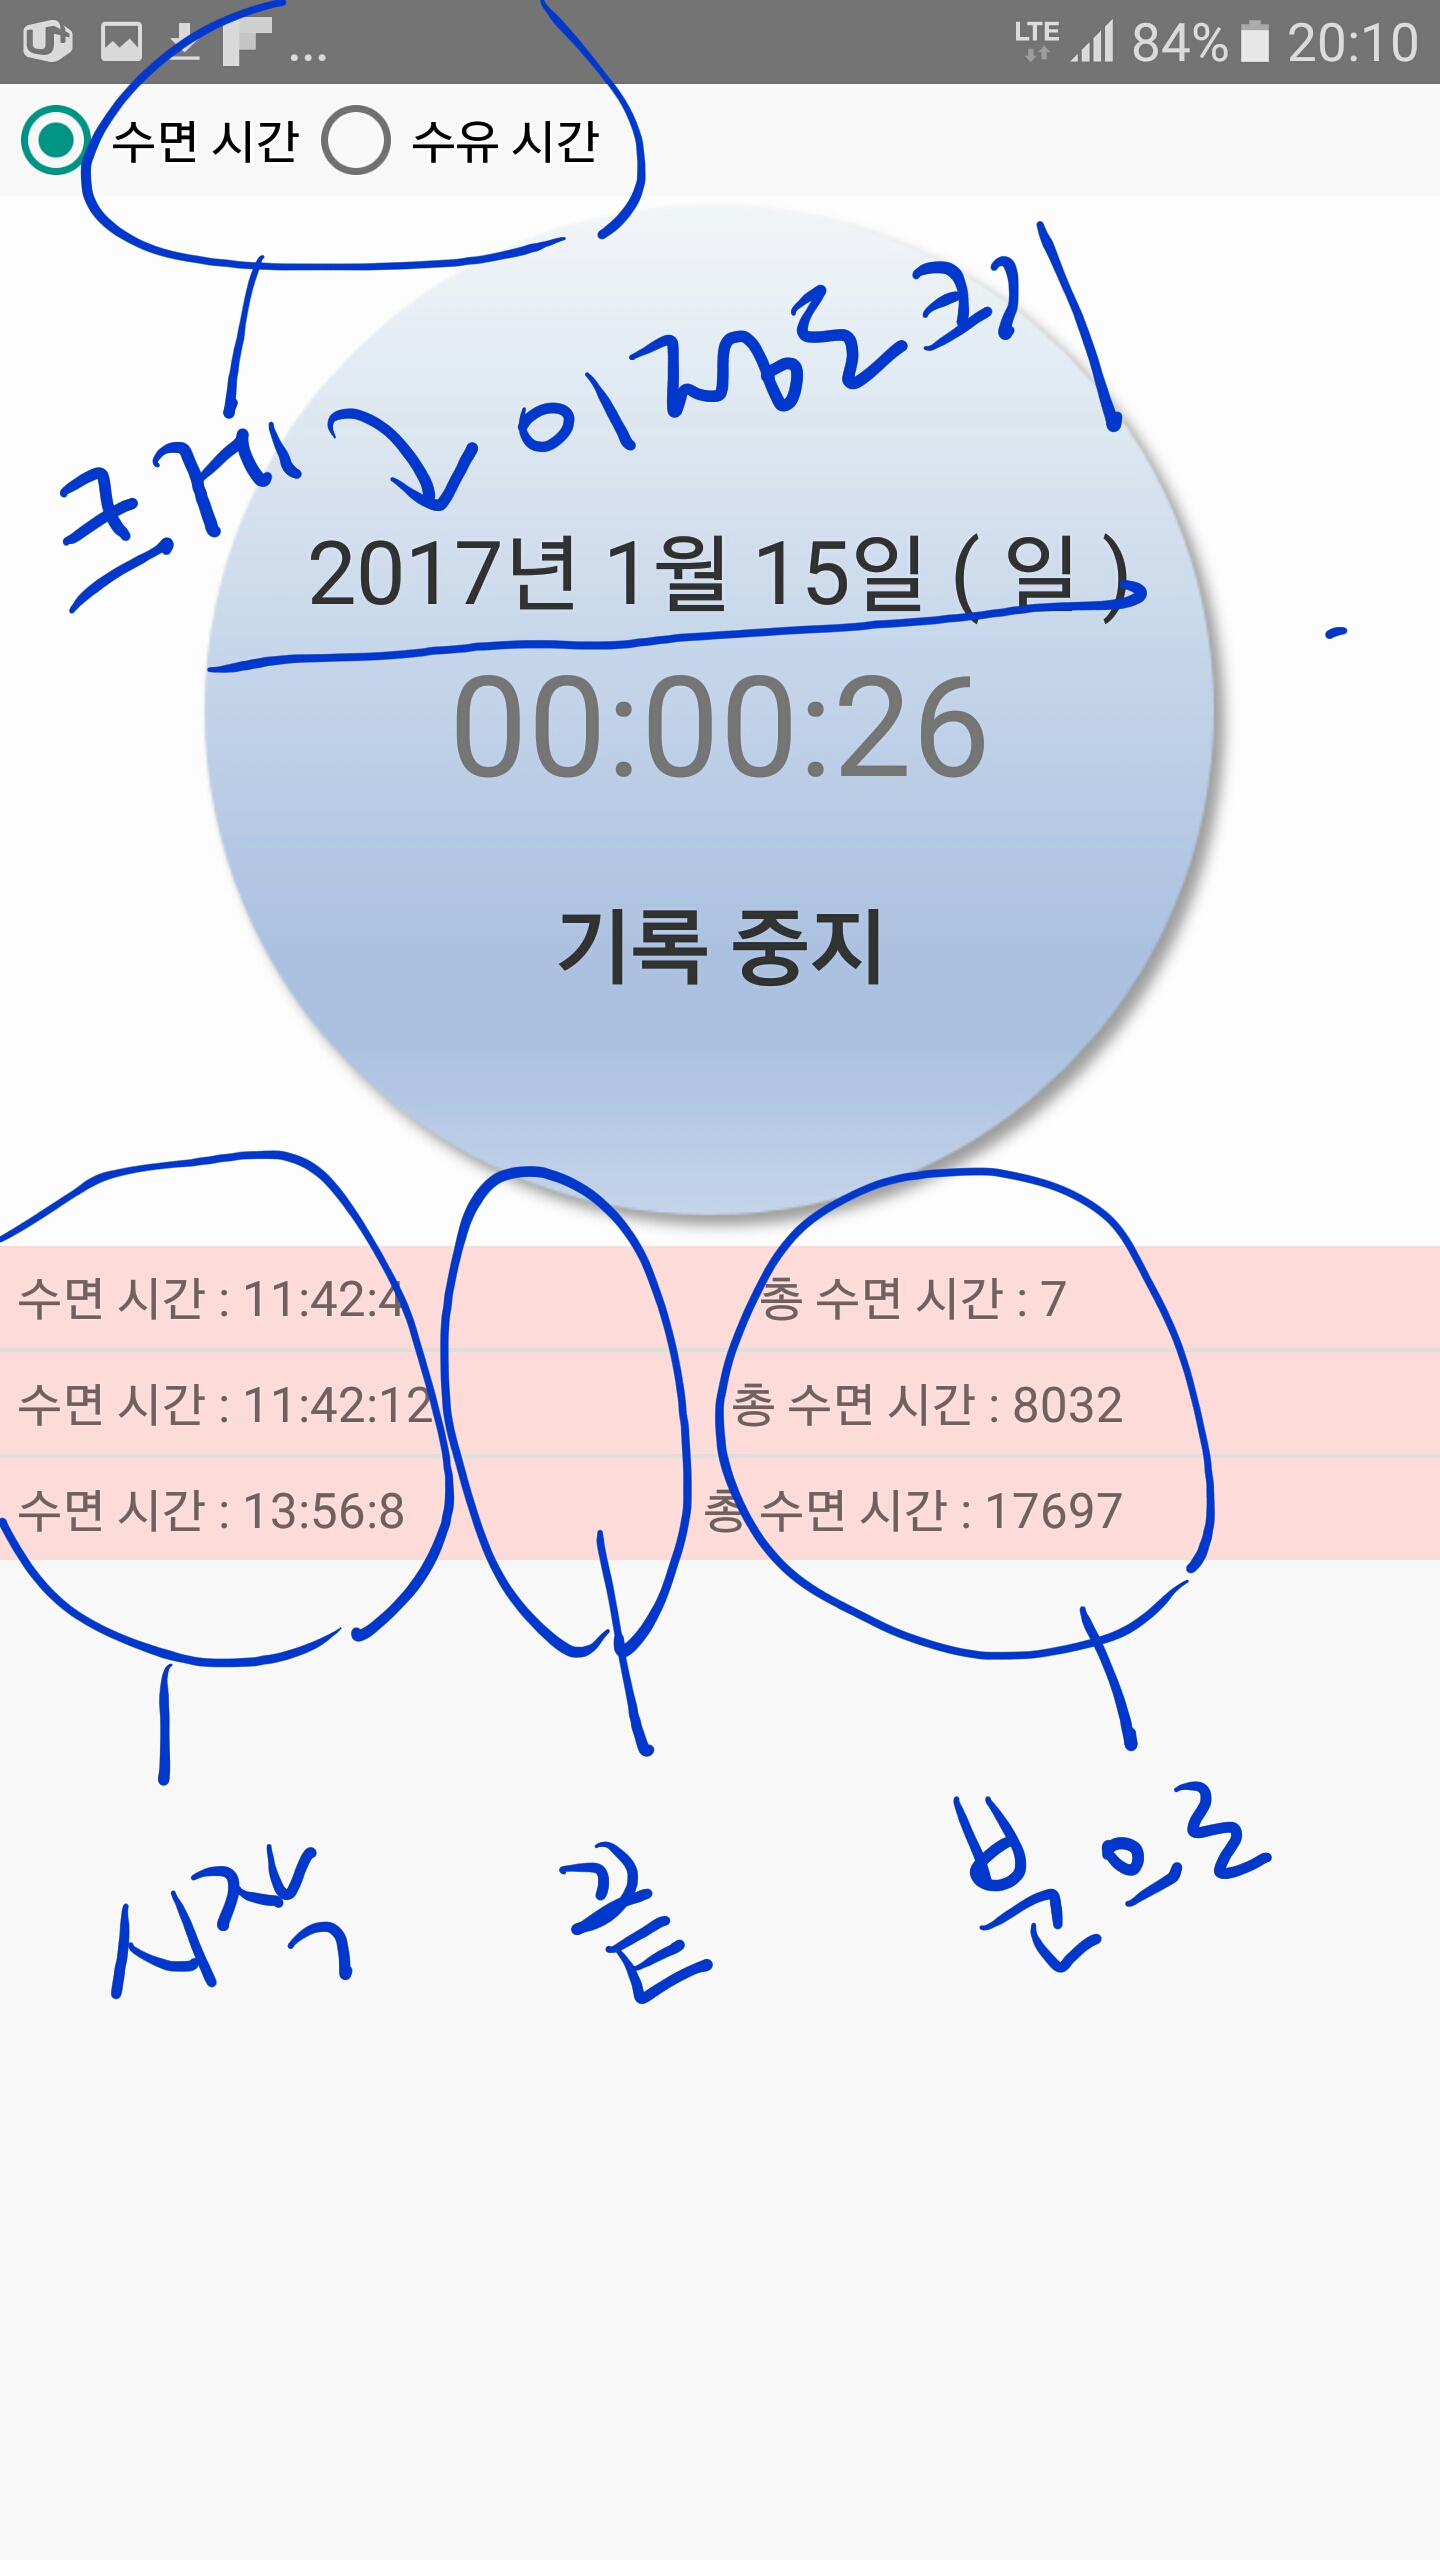 U+ ... LTE 84% 20:10
수면 시간 수유 시간
크게 이정도 크기
2017년 1월 15일 ( 일 )
00:00:26
기록 중지
수면 시간 : 11:42:4 총 수면 시간 : 7
수면 시간 : 11:42:12 총 수면 시간 : 8032
수면 시간 : 13:56:8 총 수면 시간 : 17697
시작 끝 분으로